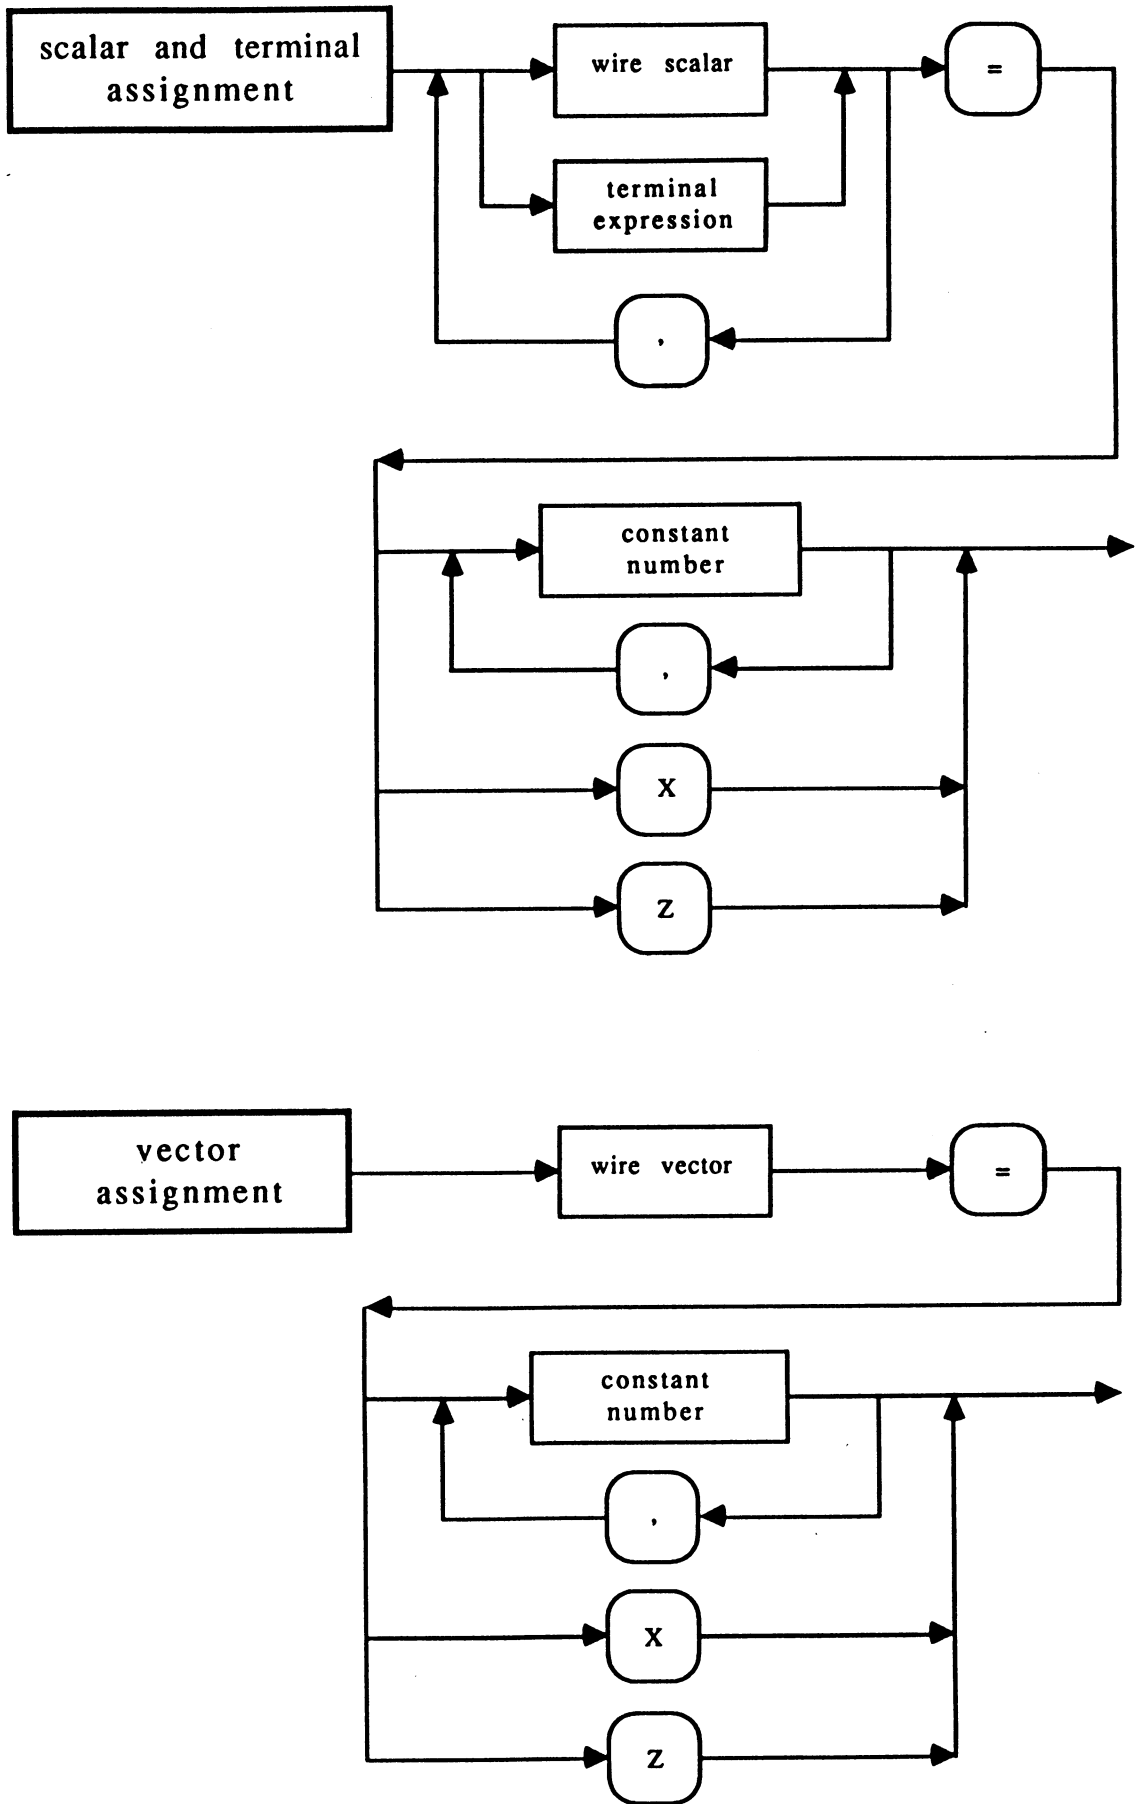 scalar and terminal
assignment
wire scalar
=
terminal
expression
,
constant
number
,
X
Z
vector
assignment
wire vector
=
constant
number
,
X
Z